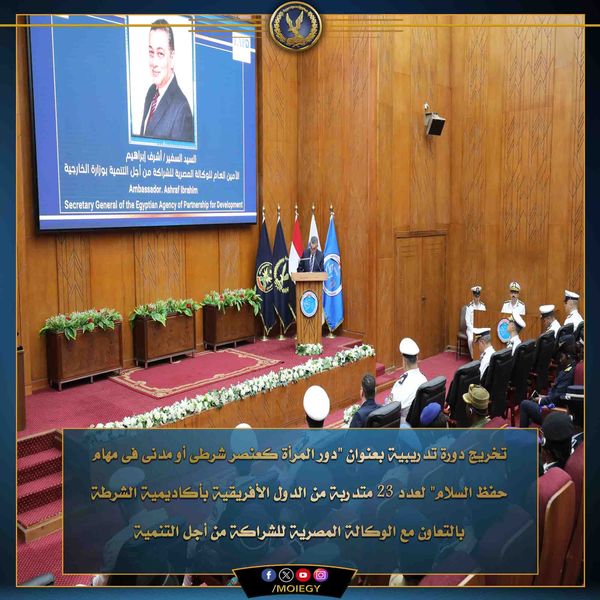 السيد السفير/ أشرف إبراهيم
الأمين العام للوكالة المصرية للشراكة من أجل التنمية بوزارة الخارجية
Ambassador. Ashraf Ibrahim
Secretary General of the Egyptian Agency of Partnership for Development
تخريج دورة تدريبية بعنوان "دور المرأة كعنصر شرطى أو مدنى فى مهام
حفظ السلام" لعدد 23 متدربة من الدول الأفريقية بأكاديمية الشرطة
بالتعاون مع الوكالة المصرية للشراكة من أجل التنمية
/MOIEGY